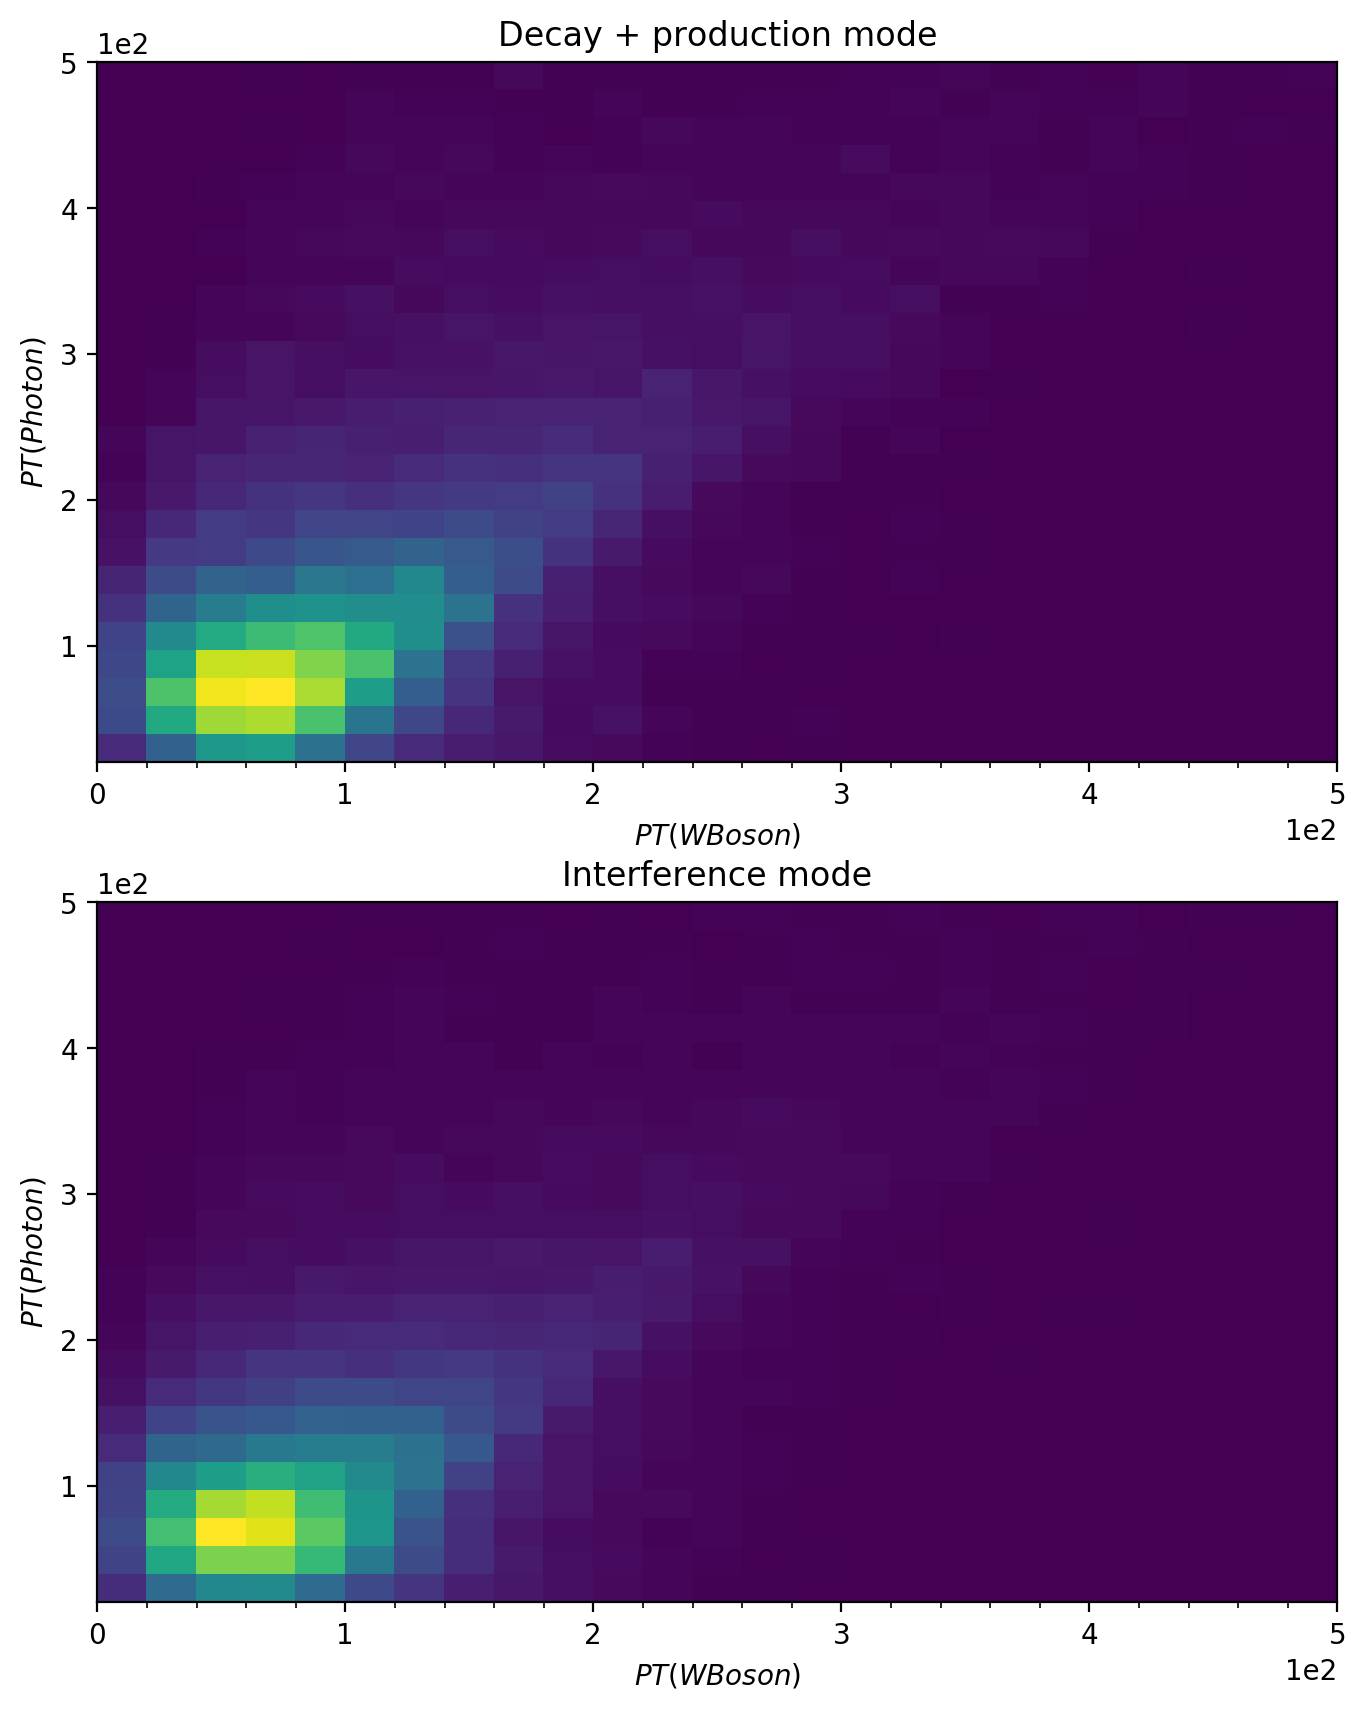 Decay + production mode
1e2
5
4
3
2
1
PT(Photon)
0 1 2 3 4 5
PT(WBoson)
1e2
Interference mode
1e2
5
4
3
2
1
PT(Photon)
0 1 2 3 4 5
PT(WBoson)
1e2